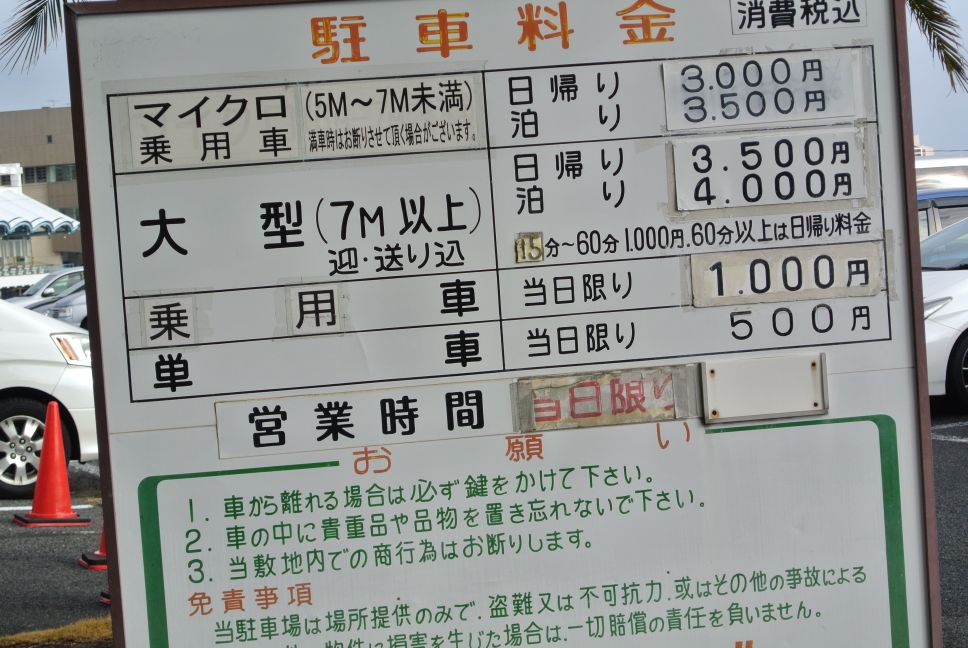 駐車料金 消費税込
マイクロ (5M～7M未満) 日帰り 3.000円
乗用車 満車時はお断りさせて頂く場合がございます。 泊り 3.500円
大型 (7M以上) 日帰り 3.500円
泊り 4.000円
迎・送り込 15分～60分1.000円.60分以上は日帰り料金
乗用車 当日限り 1.000円
単車 当日限り 500円
営業時間 当日限り
お願い
1. 車から離れる場合は必ず鍵をかけて下さい。
2. 車の中に貴重品や品物を置き忘れないで下さい。
3. 当敷地内での商行為はお断りします。
免責事項
当駐車場は場所提供のみで.盗難又は不可抗力.或はその他の事故による
物件に損害を生じた場合は.一切賠償の責任を負いません。